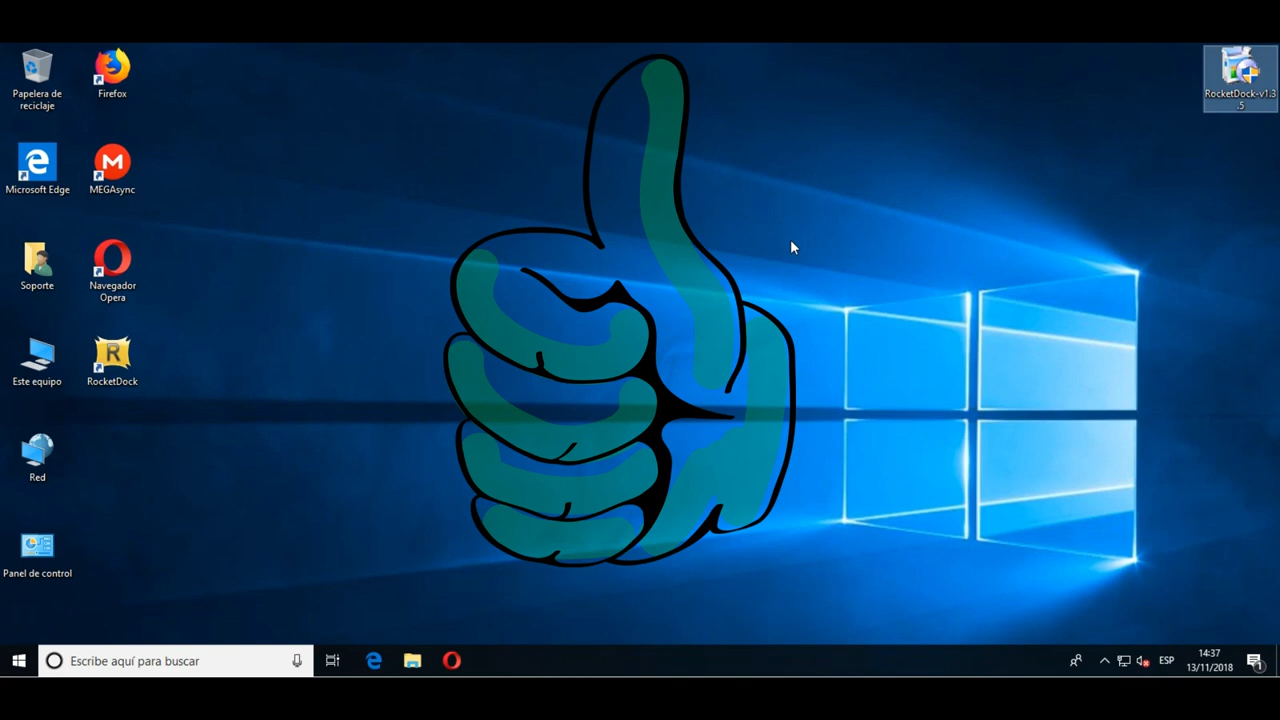 Papelera de
reciclaje
Firefox
RocketDock-v1.3
.5
Microsoft Edge
MEGAsync
Soporte
Navegador
Opera
Este equipo
RocketDock
Red
Panel de control
Escribe aquí para buscar
ESP
14:37
13/11/2018
1